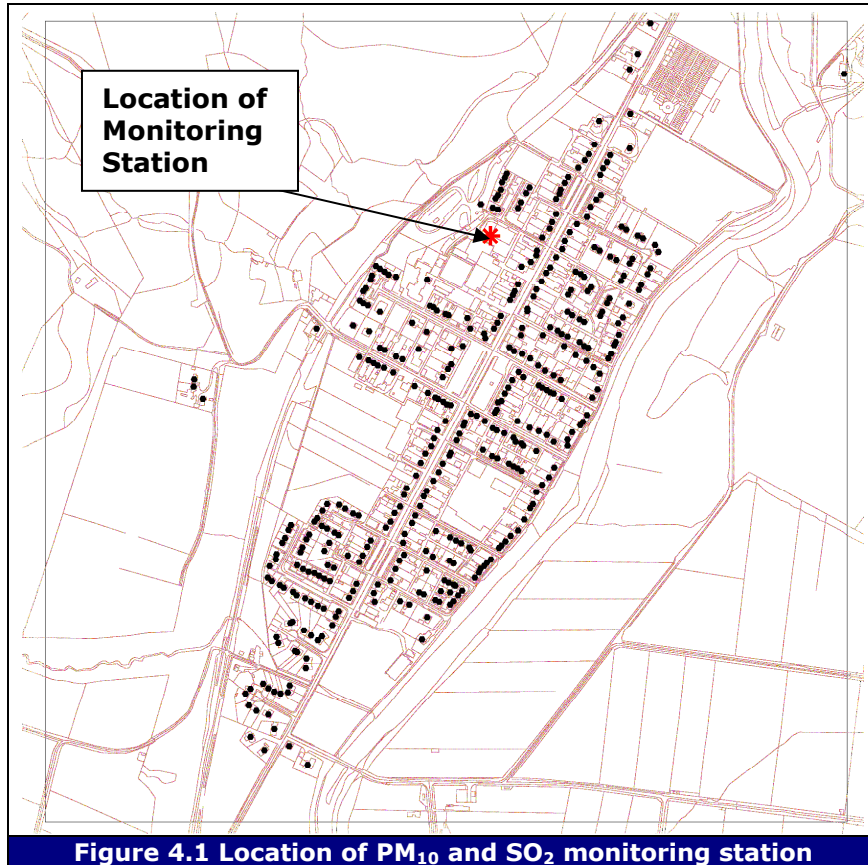 Location of
Monitoring
Station
Figure 4.1 Location of PM₁₀ and SO₂ monitoring station